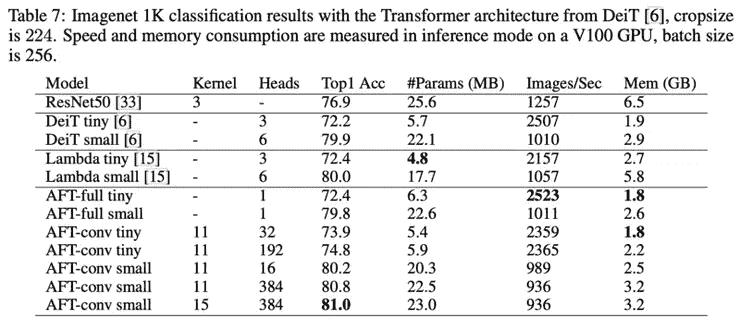 Table 7: Imagenet 1K classification results with the Transformer architecture from DeiT [6], cropsize
is 224. Speed and memory consumption are measured in inference mode on a V100 GPU, batch size
is 256.
Model Kernel Heads Top1 Acc #Params (MB) Images/Sec Mem (GB)
ResNet50 [33] 3 - 76.9 25.6 1257 6.5
DeiT tiny [6] - 3 72.2 5.7 2507 1.9
DeiT small [6] - 6 79.9 22.1 1010 2.9
Lambda tiny [15] - 3 72.4 4.8 2157 2.7
Lambda small [15] - 6 80.0 17.7 1057 5.8
AFT-full tiny - 1 72.4 6.3 2523 1.8
AFT-full small - 1 79.8 22.6 1011 2.6
AFT-conv tiny 11 32 73.9 5.4 2359 1.8
AFT-conv tiny 11 192 74.8 5.9 2365 2.2
AFT-conv small 11 16 80.2 20.3 989 2.5
AFT-conv small 11 384 80.8 22.5 936 3.2
AFT-conv small 15 384 81.0 23.0 936 3.2